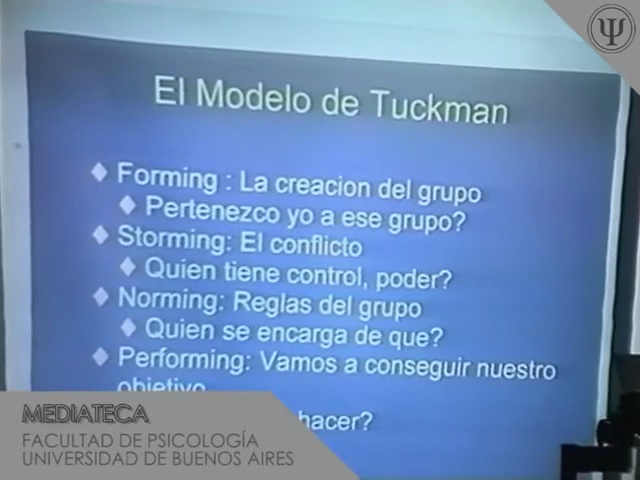 Ψ
El Modelo de Tuckman
Forming : La creacion del grupo
Pertenezco yo a ese grupo?
Storming: El conflicto
Quien tiene control, poder?
Norming: Reglas del grupo
Quien se encarga de que?
Performing: Vamos a conseguir nuestro
objetivo
hacer?
MEDIATECA
FACULTAD DE PSICOLOGÍA
UNIVERSIDAD DE BUENOS AIRES